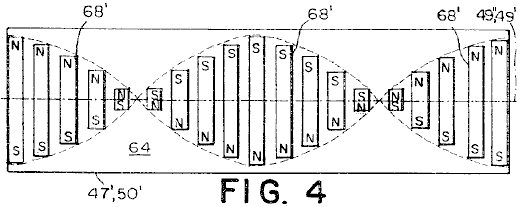 68' 68' 68' 49",49'
N N N N N S S S S S S S S S S N N N N N
S S S S S N N N N N N N N N N S S S S S
64
47',50'
FIG. 4